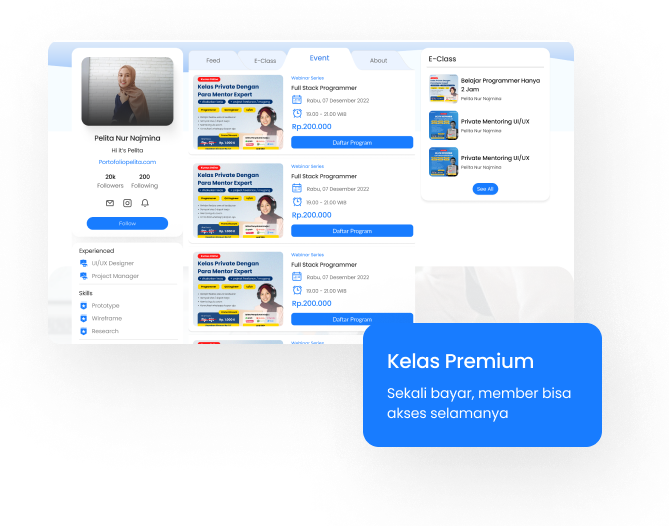 Pelita Nur Najmina
Hi It's Pelita
Portofoliopelita.com
20k
200
Followers
Following
Follow
Experienced
UI/UX Designer
Project Manager
Skills
Prototype
Wireframe
Research
Feed
E-Class
Event
About
Kelas Private Dengan
Para Mentor Expert
Webinar Series
Full Stack Programmer
Rabu, 07 Desember 2022
19.00 - 21.00 WIB
Rp.200.000
Daftar Program
Kelas Private Dengan
Para Mentor Expert
Webinar Series
Full Stack Programmer
Rabu, 07 Desember 2022
19.00 - 21.00 WIB
Rp.200.000
Daftar Program
Kelas Private Dengan
Para Mentor Expert
Webinar Series
Full Stack Programmer
Rabu, 07 Desember 2022
19.00 - 21.00 WIB
Rp.200.000
Daftar Program
Webinar Series
E-Class
Belajar Programmer Hanya
2 Jam
Pelita Nur Najmina
Private Mentoring UI/UX
Pelita Nur Najmina
Private Mentoring UI/UX
Pelita Nur Najmina
See All
Kelas Premium
Sekali bayar, member bisa
akses selamanya